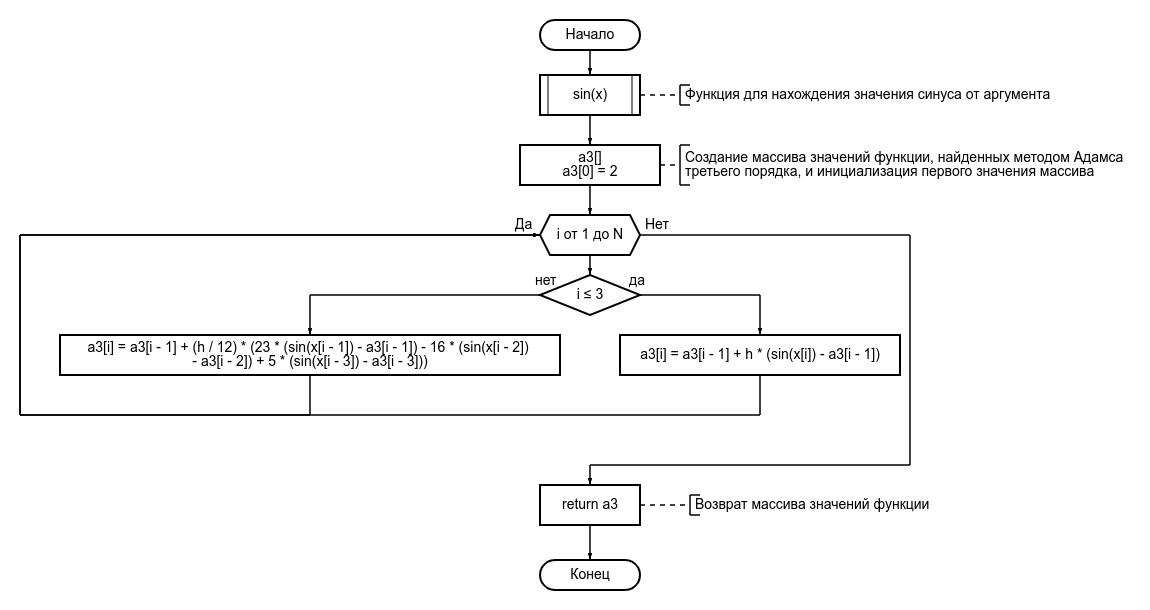 Начало
sin(x)
Функция для нахождения значения синуса от аргумента
a3[]
a3[0] = 2
Создание массива значений функции, найденных методом Адамса
третьего порядка, и инициализация первого значения массива
Да
i от 1 до N
Нет
нет
i ≤ 3
да
a3[i] = a3[i - 1] + (h / 12) * (23 * (sin(x[i - 1]) - a3[i - 1]) - 16 * (sin(x[i - 2])
- a3[i - 2]) + 5 * (sin(x[i - 3]) - a3[i - 3]))
a3[i] = a3[i - 1] + h * (sin(x[i]) - a3[i - 1])
return a3
Возврат массива значений функции
Конец